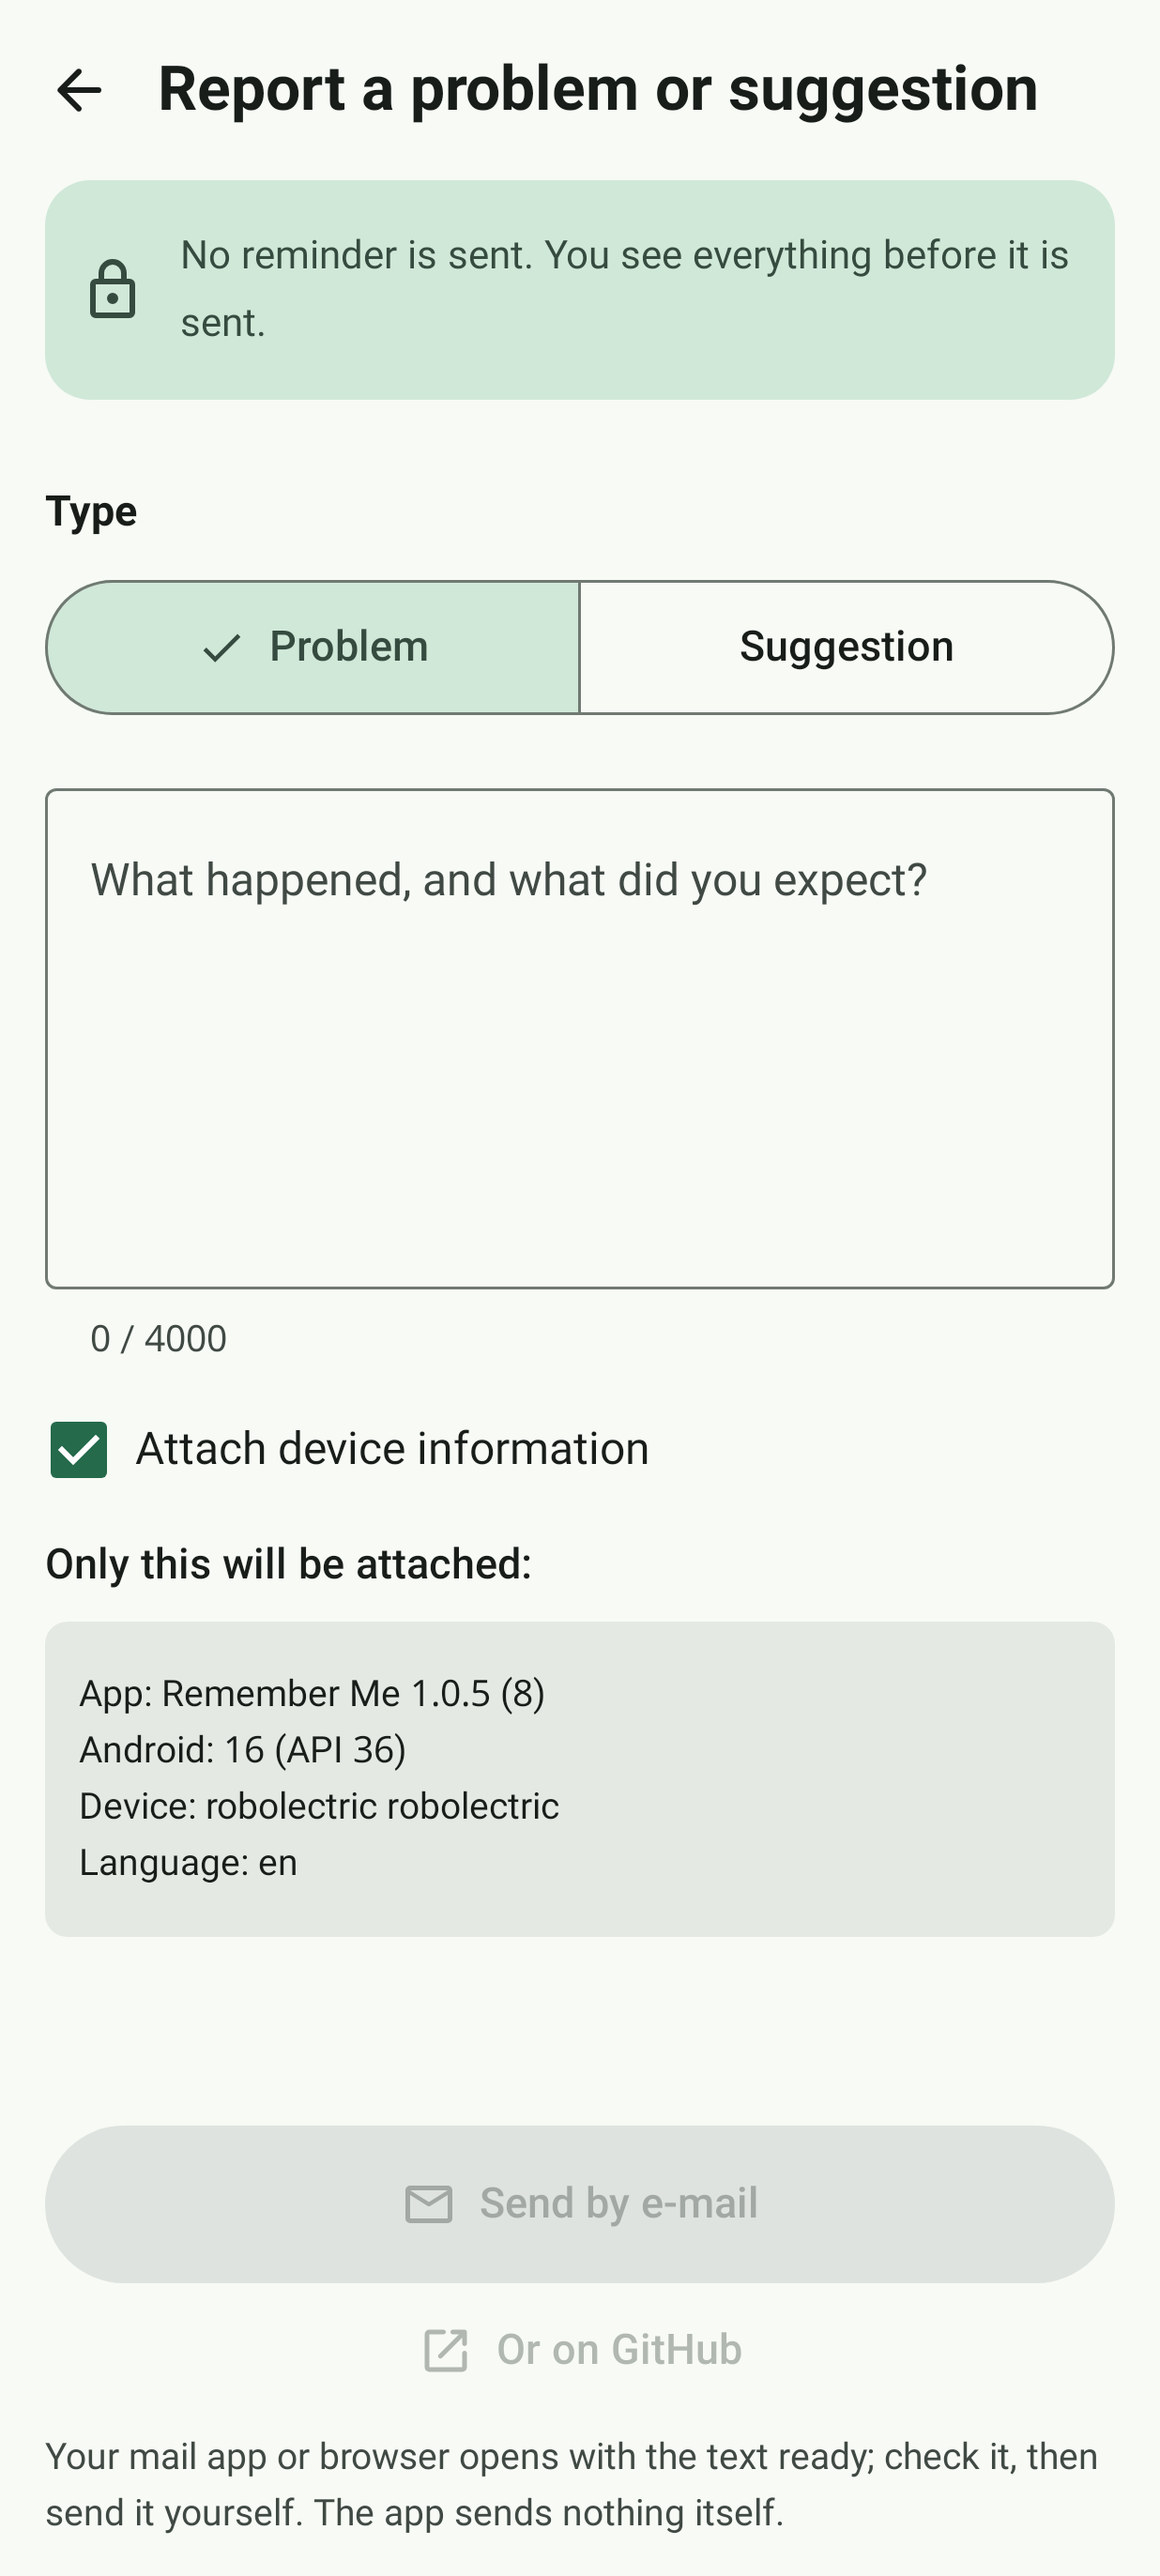 Report a problem or suggestion
No reminder is sent. You see everything before it is
sent.
Type
Problem
Suggestion
What happened, and what did you expect?
0 / 4000
Attach device information
Only this will be attached:
App: Remember Me 1.0.5 (8)
Android: 16 (API 36)
Device: robolectric robolectric
Language: en
Send by e-mail
Or on GitHub
Your mail app or browser opens with the text ready; check it, then
send it yourself. The app sends nothing itself.